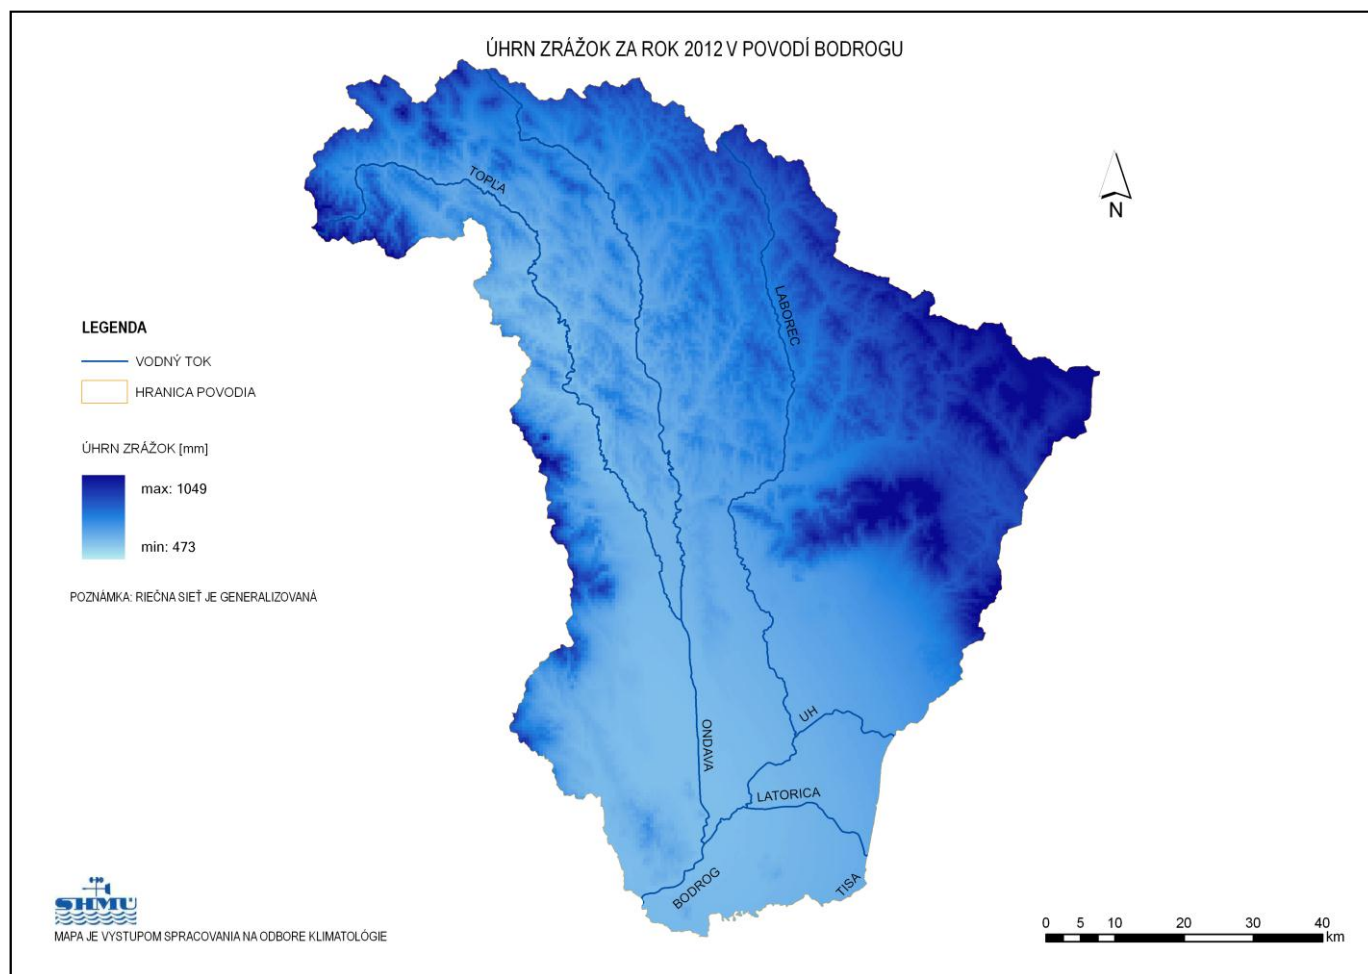 ÚHRN ZRÁŽOK ZA ROK 2012 V POVODÍ BODROGU
TOPĽA
N
LABOREC
LEGENDA
VODNÝ TOK
HRANICA POVODIA
ÚHRN ZRÁŽOK [mm]
max: 1049
min: 473
POZNÁMKA: RIEČNA SIEŤ JE GENERALIZOVANÁ
UH
ONDAVA
LATORICA
BODROG
TISA
SHMÚ
MAPA JE VYSTUPOM SPRACOVANIA NA ODBORE KLIMATOLÓGIE
0 5 10 20 30 40
km